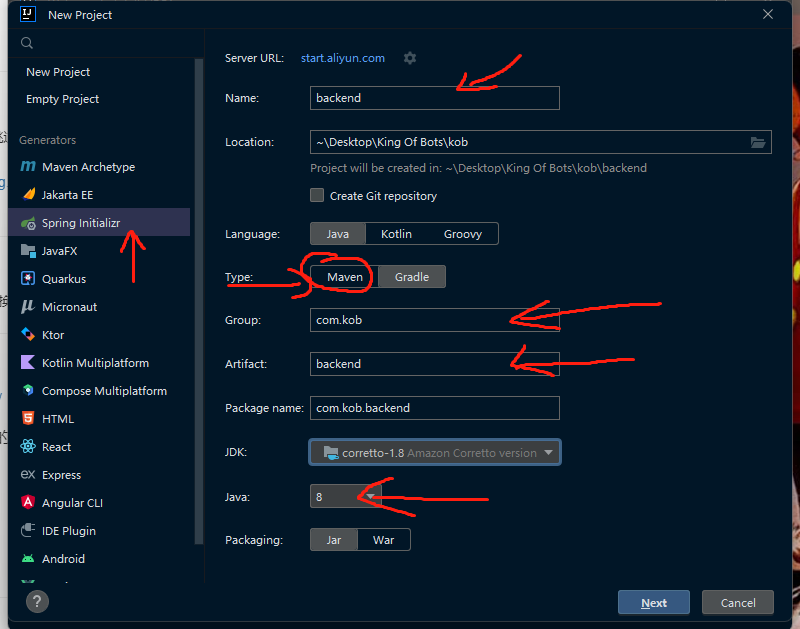 New Project
New Project
Empty Project
Generators
Maven Archetype
Jakarta EE
Spring Initializr
JavaFX
Quarkus
Micronaut
Ktor
Kotlin Multiplatform
Compose Multiplatform
HTML
React
Express
Angular CLI
IDE Plugin
Android
Server URL: start.aliyun.com
Name: backend
Location: ~\Desktop\King Of Bots\kob
Project will be created in: ~\Desktop\King Of Bots\kob\backend
Create Git repository
Language: Java Kotlin Groovy
Type: Maven Gradle
Group: com.kob
Artifact: backend
Package name: com.kob.backend
JDK: corretto-1.8 Amazon Corretto version
Java: 8
Packaging: Jar War
? Next Cancel